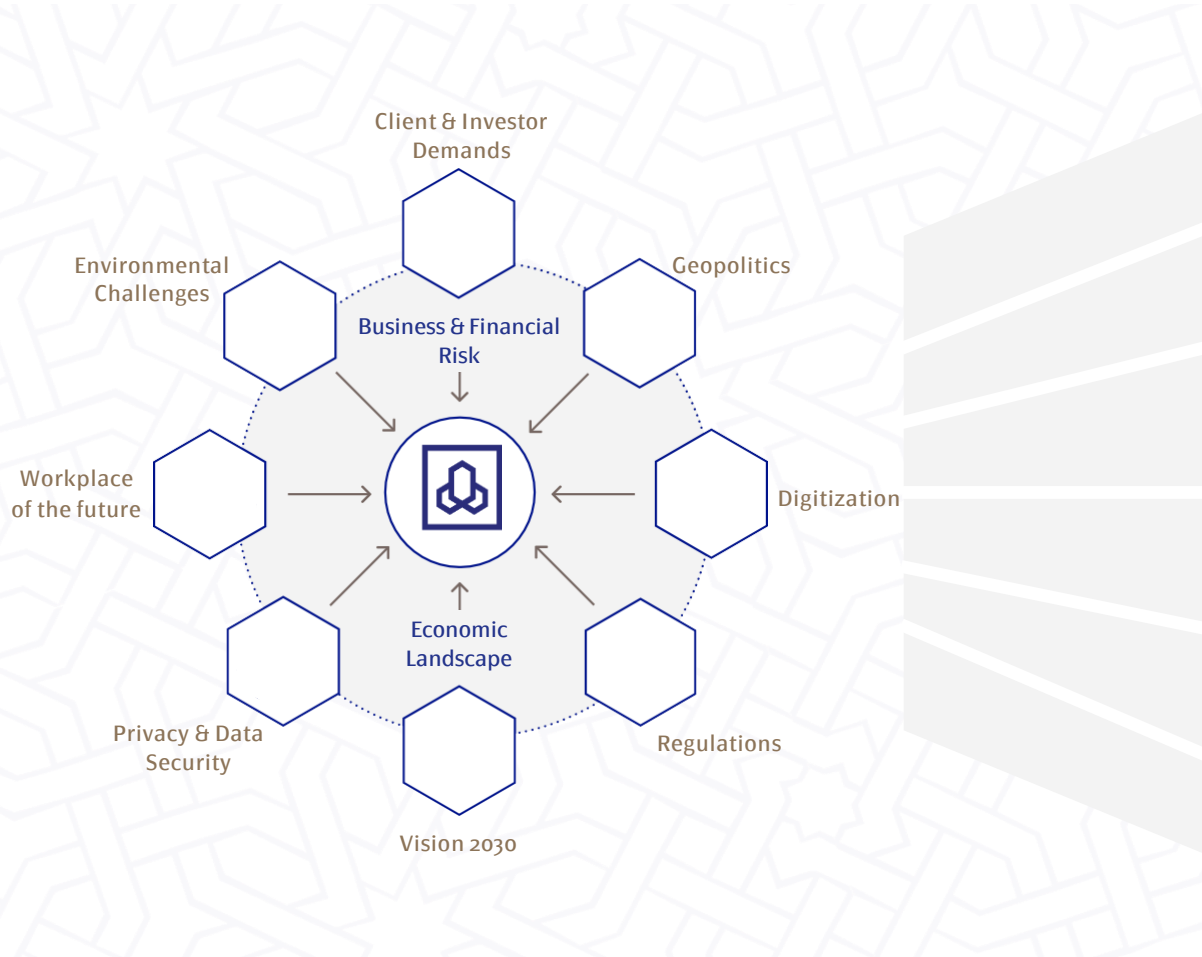 Client & Investor
Demands
Environmental
Challenges
Geopolitics
Business & Financial
Risk
Workplace
of the future
Digitization
Economic
Landscape
Privacy & Data
Security
Regulations
Vision 2030